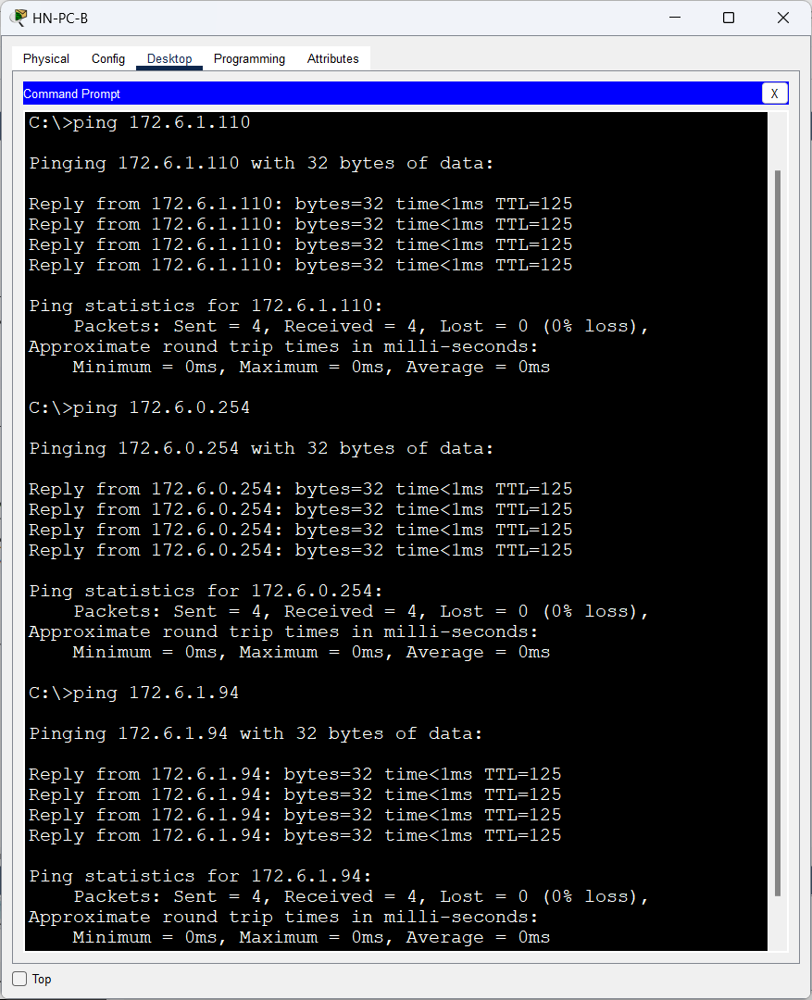 HN-PC-B
Physical Config Desktop Programming Attributes
Command Prompt X
C:\>ping 172.6.1.110
Pinging 172.6.1.110 with 32 bytes of data:
Reply from 172.6.1.110: bytes=32 time<1ms TTL=125
Reply from 172.6.1.110: bytes=32 time<1ms TTL=125
Reply from 172.6.1.110: bytes=32 time<1ms TTL=125
Reply from 172.6.1.110: bytes=32 time<1ms TTL=125
Ping statistics for 172.6.1.110:
Packets: Sent = 4, Received = 4, Lost = 0 (0% loss),
Approximate round trip times in milli-seconds:
Minimum = 0ms, Maximum = 0ms, Average = 0ms
C:\>ping 172.6.0.254
Pinging 172.6.0.254 with 32 bytes of data:
Reply from 172.6.0.254: bytes=32 time<1ms TTL=125
Reply from 172.6.0.254: bytes=32 time<1ms TTL=125
Reply from 172.6.0.254: bytes=32 time<1ms TTL=125
Reply from 172.6.0.254: bytes=32 time<1ms TTL=125
Ping statistics for 172.6.0.254:
Packets: Sent = 4, Received = 4, Lost = 0 (0% loss),
Approximate round trip times in milli-seconds:
Minimum = 0ms, Maximum = 0ms, Average = 0ms
C:\>ping 172.6.1.94
Pinging 172.6.1.94 with 32 bytes of data:
Reply from 172.6.1.94: bytes=32 time<1ms TTL=125
Reply from 172.6.1.94: bytes=32 time<1ms TTL=125
Reply from 172.6.1.94: bytes=32 time<1ms TTL=125
Reply from 172.6.1.94: bytes=32 time<1ms TTL=125
Ping statistics for 172.6.1.94:
Packets: Sent = 4, Received = 4, Lost = 0 (0% loss),
Approximate round trip times in milli-seconds:
Minimum = 0ms, Maximum = 0ms, Average = 0ms
Top